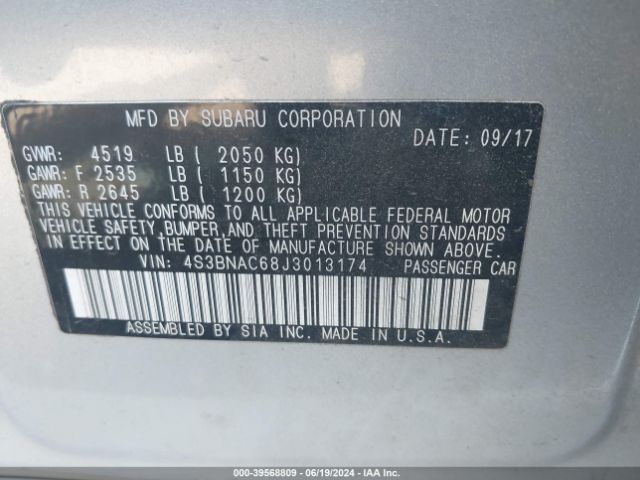 MFD BY SUBARU CORPORATION
DATE: 09/17
GVWR: 4519 LB ( 2050 KG)
GAWR: F 2535 LB ( 1150 KG)
GAWR: R 2645 LB ( 1200 KG)
THIS VEHICLE CONFORMS TO ALL APPLICABLE FEDERAL MOTOR
VEHICLE SAFETY, BUMPER, AND THEFT PREVENTION STANDARDS
IN EFFECT ON THE DATE OF MANUFACTURE SHOWN ABOVE.
VIN: 4S3BNAC68J3013174 PASSENGER CAR
ASSEMBLED BY SIA INC. MADE IN U.S.A.
000-39568809 - 06/19/2024 - IAA Inc.